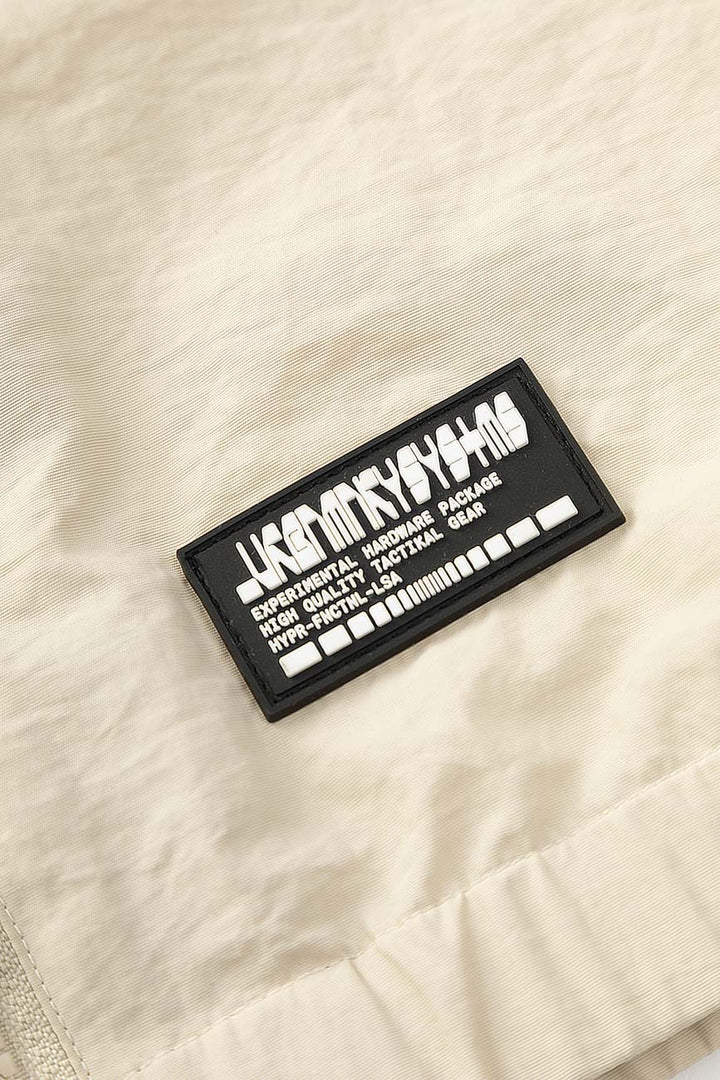 EXPERIMENTAL HARDWARE PACKAGE
HIGH QUALITY TACTIKAL GEAR
HYPR-FNCTNL-LSA